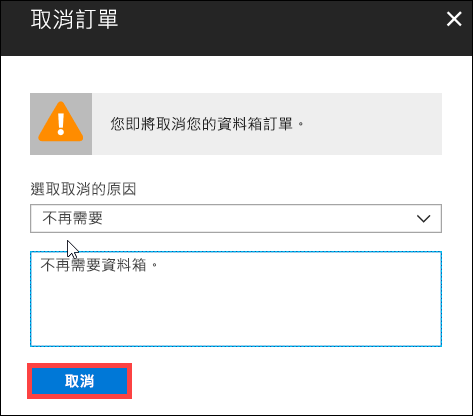 取消訂單
您即將取消您的資料箱訂單。
選取取消的原因
不再需要
不再需要資料箱。
取消